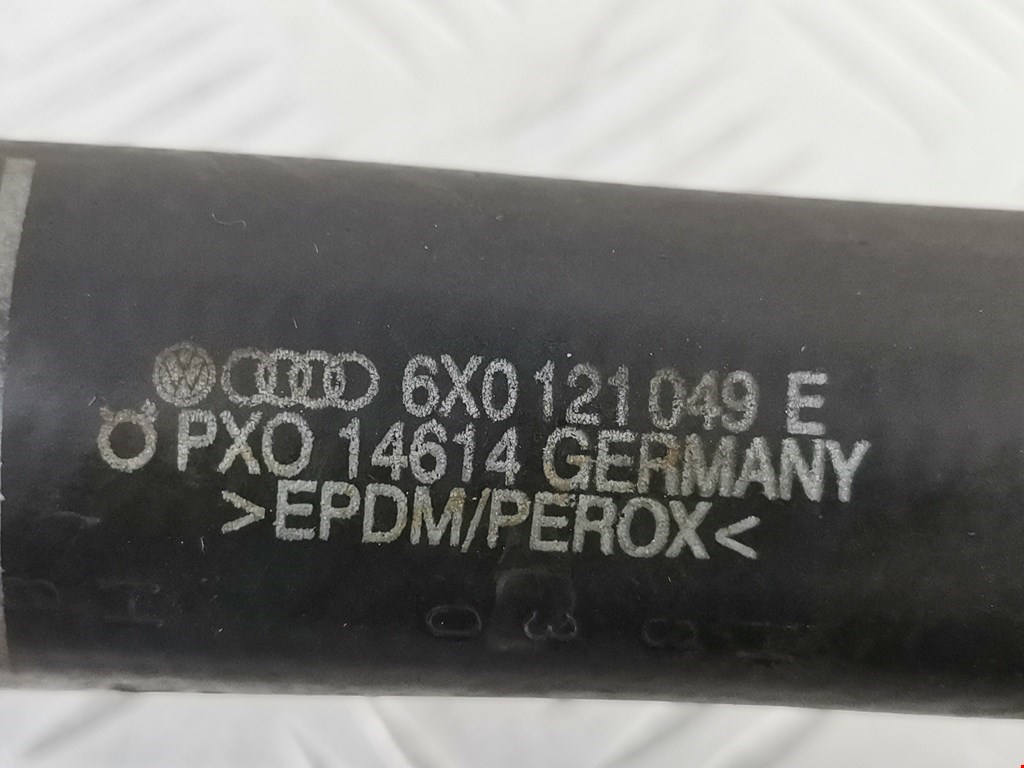 6X0 121 049 E
PXO 14614 GERMANY
>EPDM/PEROX<